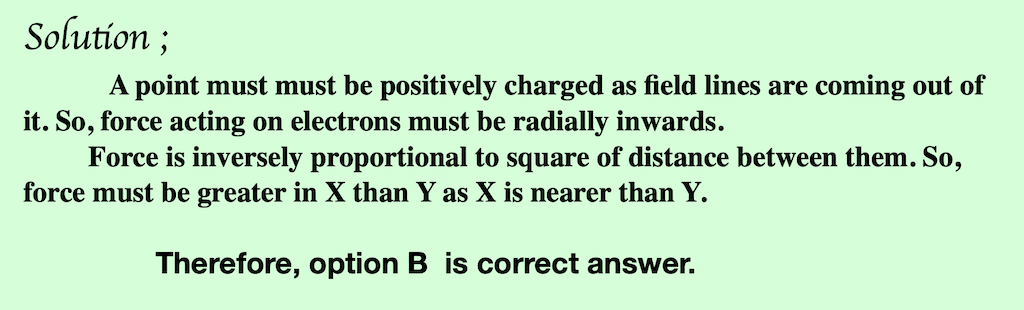 Solution ;
A point must must be positively charged as field lines are coming out of
it. So, force acting on electrons must be radially inwards.
Force is inversely proportional to square of distance between them. So,
force must be greater in X than Y as X is nearer than Y.
Therefore, option B is correct answer.